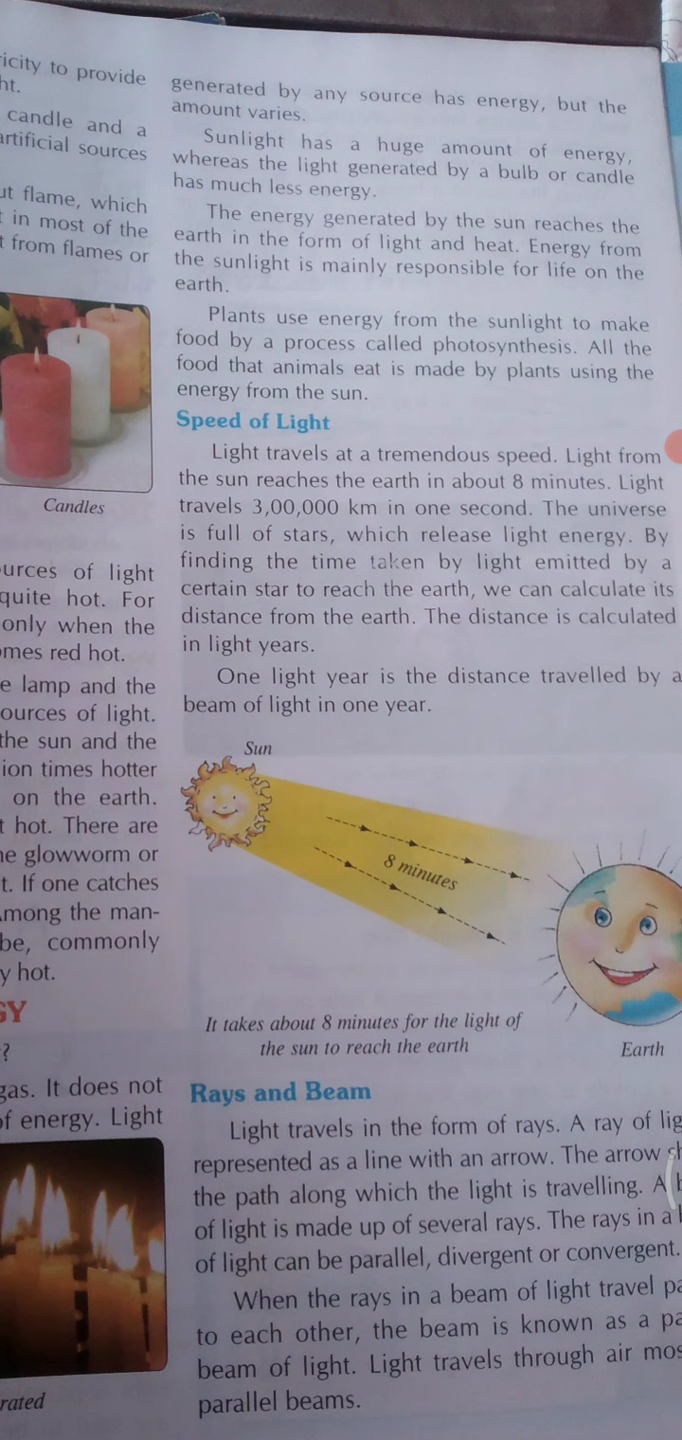 to provide
candle and a
artificial sources
flame, which
in most of the
from flames or
Candles
of light
quite hot. For
only when the
red hot.
lamp and the
of light.
the sun and the
times hotter
on the earth.
hot. There are
glowworm or
If one catches
the man-
commonly
hot.
?
gas. It does not
of energy. Light
generated by any source has energy, but the
amount varies.
Sunlight has a huge amount of energy,
whereas the light generated by a bulb or candle
has much less energy.
The energy generated by the sun reaches the
earth in the form of light and heat. Energy from
the sunlight is mainly responsible for life on the
earth.
Plants use energy from the sunlight to make
food by a process called photosynthesis. All the
food that animals eat is made by plants using the
energy from the sun.
Speed of Light
Light travels at a tremendous speed. Light from
the sun reaches the earth in about 8 minutes. Light
travels 3,00,000 km in one second. The universe
is full of stars, which release light energy. By
finding the time taken by light emitted by a
certain star to reach the earth, we can calculate its
distance from the earth. The distance is calculated
in light years.
One light year is the distance travelled by a
beam of light in one year.
Sun
8 minutes
It takes about 8 minutes for the light of
the sun to reach the earth
Earth
Rays and Beam
Light travels in the form of rays. A ray of
represented as a line with an arrow. The arrow
the path along which the light is travelling. A
of light is made up of several rays. The rays in a
of light can be parallel, divergent or convergent.
When the rays in a beam of light travel
to each other, the beam is known as a
beam of light. Light travels through air
parallel beams.